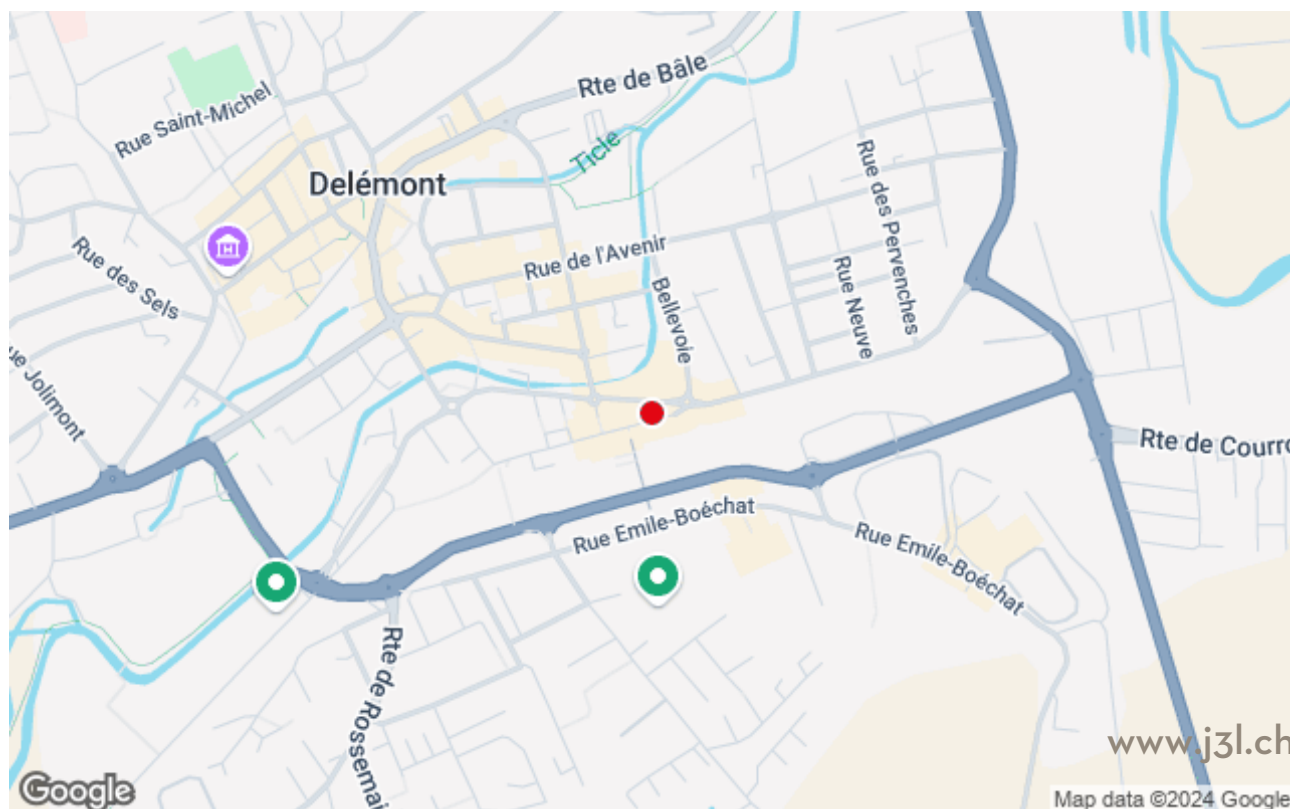 Rte de Bâle
Rue Saint-Michel
Ticle
Delémont
Rue des Pervenches
Rue des Sels
Rue de l'Avenir
Bellevoie
Rue Neuve
ue Jolimont
Rte de Courro
Rue Emile-Boéchat
Rue Emile-Boéchat
Rte de Rossemai
www.j3l.ch
Google
Map data ©2024 Google